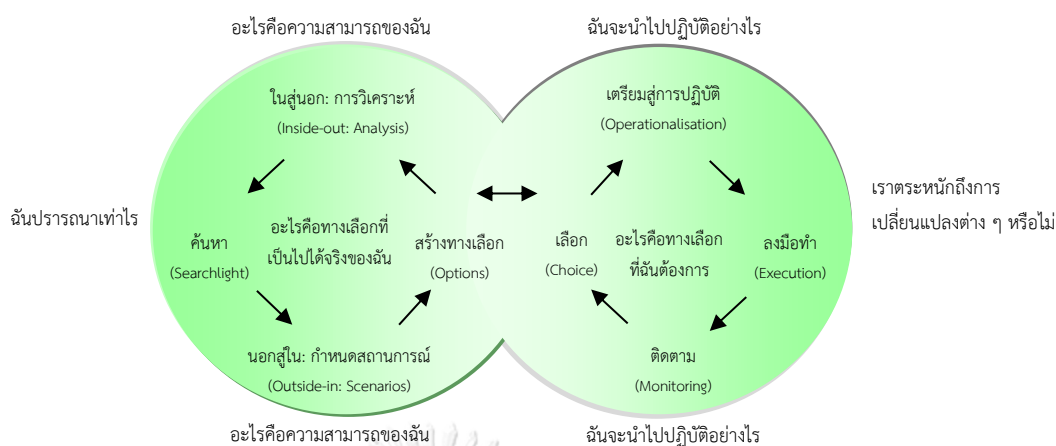 อะไรคือความสามารถของฉัน
ฉันจะนำไปปฏิบัติอย่างไร
ในสู่นอก: การวิเคราะห์
(Inside-out: Analysis)
เตรียมสู่การปฏิบัติ
(Operationalisation)
ฉันปรารถนาเท่าไร
ค้นหา
(Searchlight)
อะไรคือทางเลือกที่
เป็นไปได้จริงของฉัน
สร้างทางเลือก
(Options)
เลือก
(Choice)
อะไรคือทางเลือก
ที่ฉันต้องการ
ลงมือทำ
(Execution)
เราตระหนักถึงการ
เปลี่ยนแปลงต่าง ๆ หรือไม่
นอกสู่ใน: กำหนดสถานการณ์
(Outside-in: Scenarios)
ติดตาม
(Monitoring)
อะไรคือความสามารถของฉัน
ฉันจะนำไปปฏิบัติอย่างไร